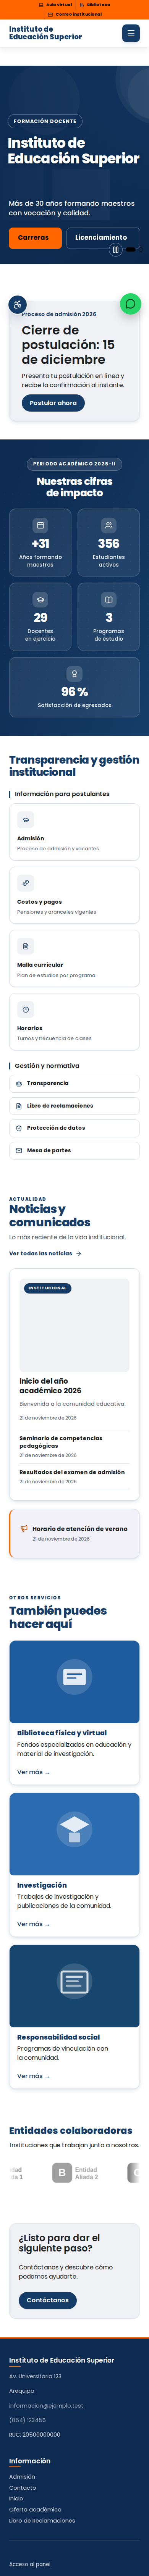 Aula virtual
Biblioteca
Correo institucional
Instituto de
Educación Superior
FORMACIÓN DOCENTE
Instituto de
Educación Superior
Más de 30 años formando maestros
con vocación y calidad.
Carreras
Licenciamiento
Proceso de admisión 2026
Cierre de
postulación: 15
de diciembre
Presenta tu postulación en línea y
recibe la confirmación al instante.
Postular ahora
PERIODO ACADÉMICO 2025-II
Nuestras cifras
de impacto
+31
Años formando
maestros
356
Estudiantes
activos
29
Docentes
en ejercicio
3
Programas
de estudio
96 %
Satisfacción de egresados
Transparencia y gestión
institucional
Información para postulantes
Admisión
Proceso de admisión y vacantes
Costos y pagos
Pensiones y aranceles vigentes
Malla curricular
Plan de estudios por programa
Horarios
Turnos y frecuencia de clases
Gestión y normativa
Transparencia
Libro de reclamaciones
Protección de datos
Mesa de partes
ACTUALIDAD
Noticias y
comunicados
Lo más reciente de la vida institucional.
Ver todas las noticias →
INSTITUCIONAL
Inicio del año
académico 2026
Bienvenida a la comunidad educativa.
21 de noviembre de 2026
Seminario de competencias
pedagógicas
21 de noviembre de 2026
Resultados del examen de admisión
21 de noviembre de 2026
Horario de atención de verano
21 de noviembre de 2026
OTROS SERVICIOS
También puedes
hacer aquí
Biblioteca física y virtual
Fondos especializados en educación y
material de investigación.
Ver más →
Investigación
Trabajos de investigación y
publicaciones de la comunidad.
Ver más →
Responsabilidad social
Programas de vinculación con
la comunidad.
Ver más →
Entidades colaboradoras
Instituciones que trabajan junto a nosotros.
B
Entidad
Aliada 2
¿Listo para dar el
siguiente paso?
Contáctanos y descubre cómo
podemos ayudarte.
Contáctanos
Instituto de Educación Superior
Av. Universitaria 123
Arequipa
informacion@ejemplo.test
(054) 123456
RUC: 20500000000
Información
Admisión
Contacto
Inicio
Oferta académica
Libro de Reclamaciones
Acceso al panel